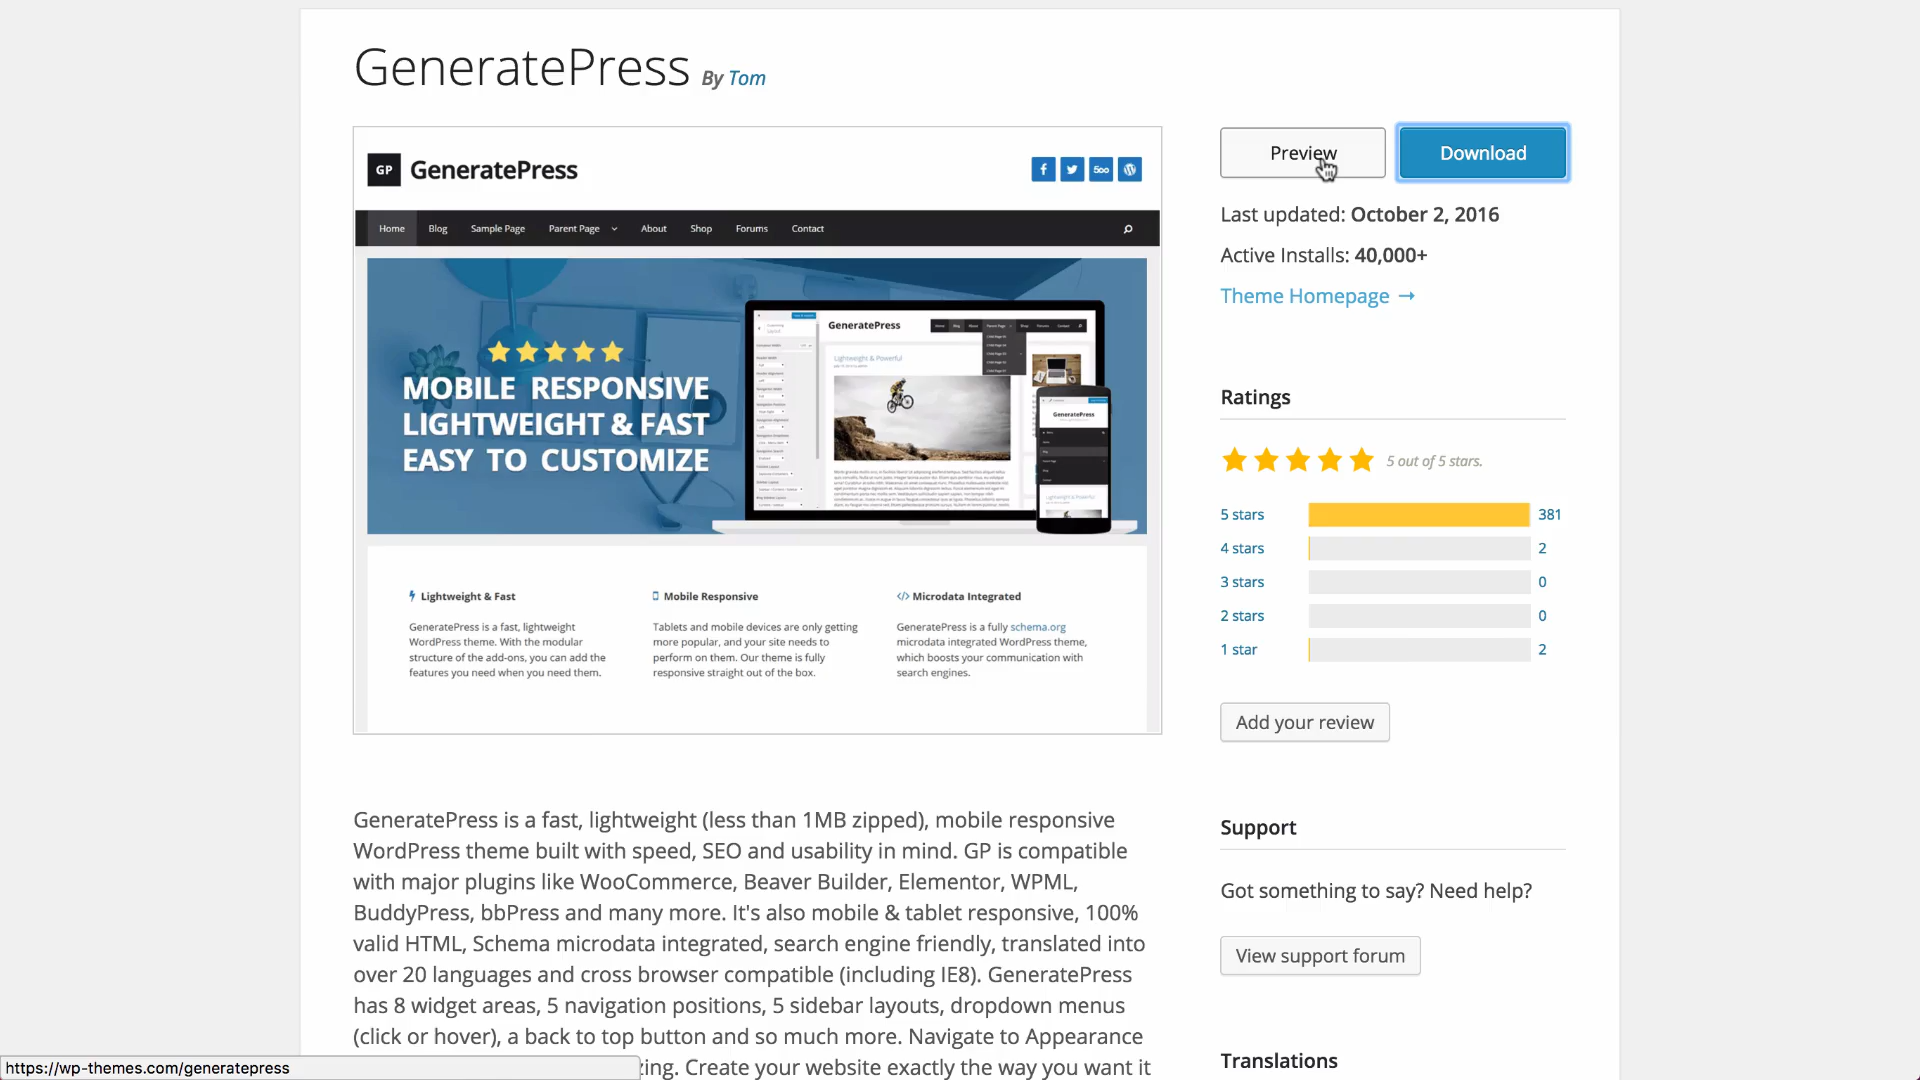 GeneratePress By Tom
GP GeneratePress
Home Blog Sample Page Parent Page About Shop Forums Contact
MOBILE RESPONSIVE
LIGHTWEIGHT & FAST
EASY TO CUSTOMIZE
GeneratePress
Lightweight & Powerful
GeneratePress
Lightweight & Fast
GeneratePress is a fast, lightweight
WordPress theme. With the modular
structure of the add-ons, you can add the
features you need when you need them.
Mobile Responsive
Tablets and mobile devices are only getting
more popular, and your site needs to
perform on them. Our theme is fully
responsive straight out of the box.
Microdata Integrated
GeneratePress is a fully schema.org
microdata integrated WordPress theme,
which boosts your communication with
search engines.
Preview Download
Last updated: October 2, 2016
Active Installs: 40,000+
Theme Homepage →
Ratings
5 out of 5 stars.
5 stars 381
4 stars 2
3 stars 0
2 stars 0
1 star 2
Add your review
GeneratePress is a fast, lightweight (less than 1MB zipped), mobile responsive
WordPress theme built with speed, SEO and usability in mind. GP is compatible
with major plugins like WooCommerce, Beaver Builder, Elementor, WPML,
BuddyPress, bbPress and many more. It's also mobile & tablet responsive, 100%
valid HTML, Schema microdata integrated, search engine friendly, translated into
over 20 languages and cross browser compatible (including IE8). GeneratePress
has 8 widget areas, 5 navigation positions, 5 sidebar layouts, dropdown menus
(click or hover), a back to top button and so much more. Navigate to Appearance
zing. Create your website exactly the way you want it
Support
Got something to say? Need help?
View support forum
Translations
https://wp-themes.com/generatepress